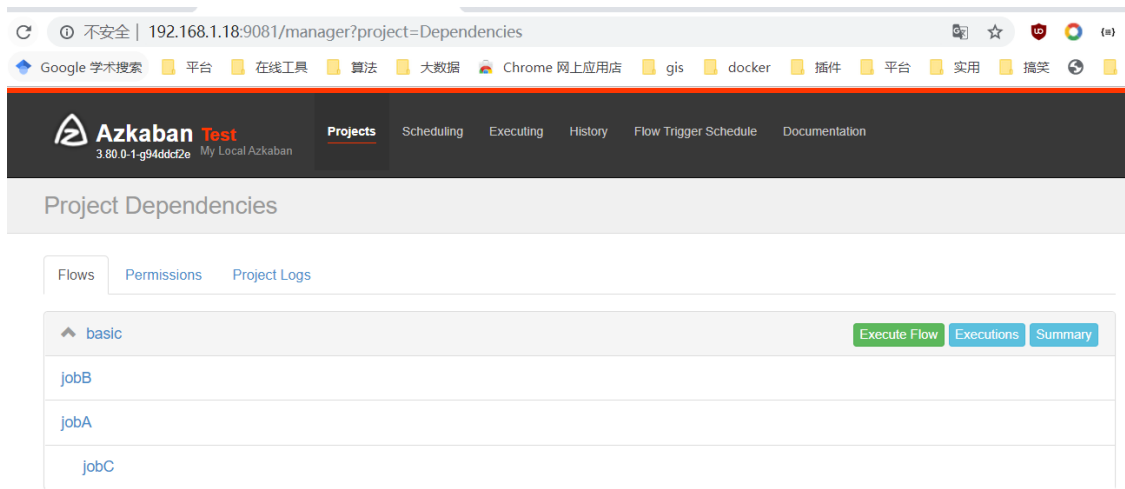 不安全 | 192.168.1.18:9081/manager?project=Dependencies
Google 学术搜索 平台 在线工具 算法 大数据 Chrome 网上应用店 gis docker 插件 平台 实用 搞笑
Azkaban Test Projects Scheduling Executing History Flow Trigger Schedule Documentation
3.80.0-1-g94ddcf2e My Local Azkaban
Project Dependencies
Flows Permissions Project Logs
basic Execute Flow Executions Summary
jobB
jobA
jobC